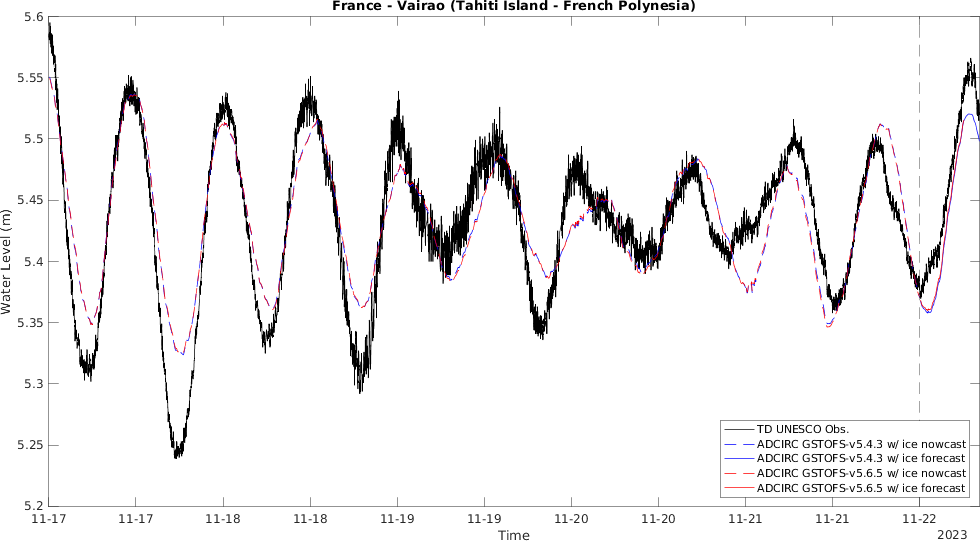 France - Vairao (Tahiti Island - French Polynesia)
Water Level (m)
5.6
5.55
5.5
5.45
5.4
5.35
5.3
5.25
5.2
TD UNESCO Obs.
ADCIRC GSTOFS-v5.4.3 w/ ice nowcast
ADCIRC GSTOFS-v5.4.3 w/ ice forecast
ADCIRC GSTOFS-v5.6.5 w/ ice nowcast
ADCIRC GSTOFS-v5.6.5 w/ ice forecast
11-17 11-17 11-18 11-18 11-19 11-19 11-20 11-20 11-21 11-21 11-22
Time
2023